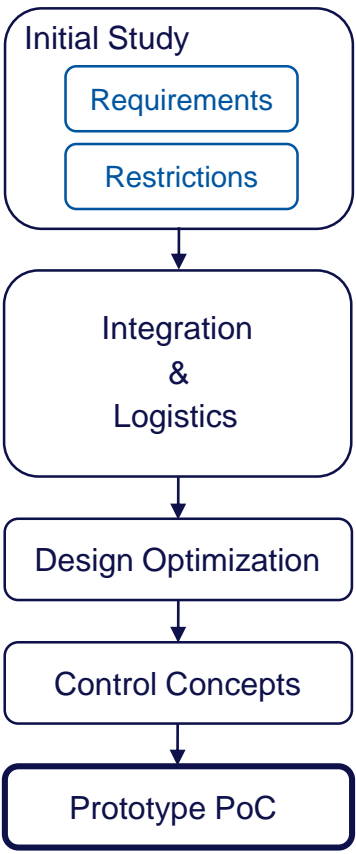 Initial Study
Requirements
Restrictions
Integration
&
Logistics
Design Optimization
Control Concepts
Prototype PoC